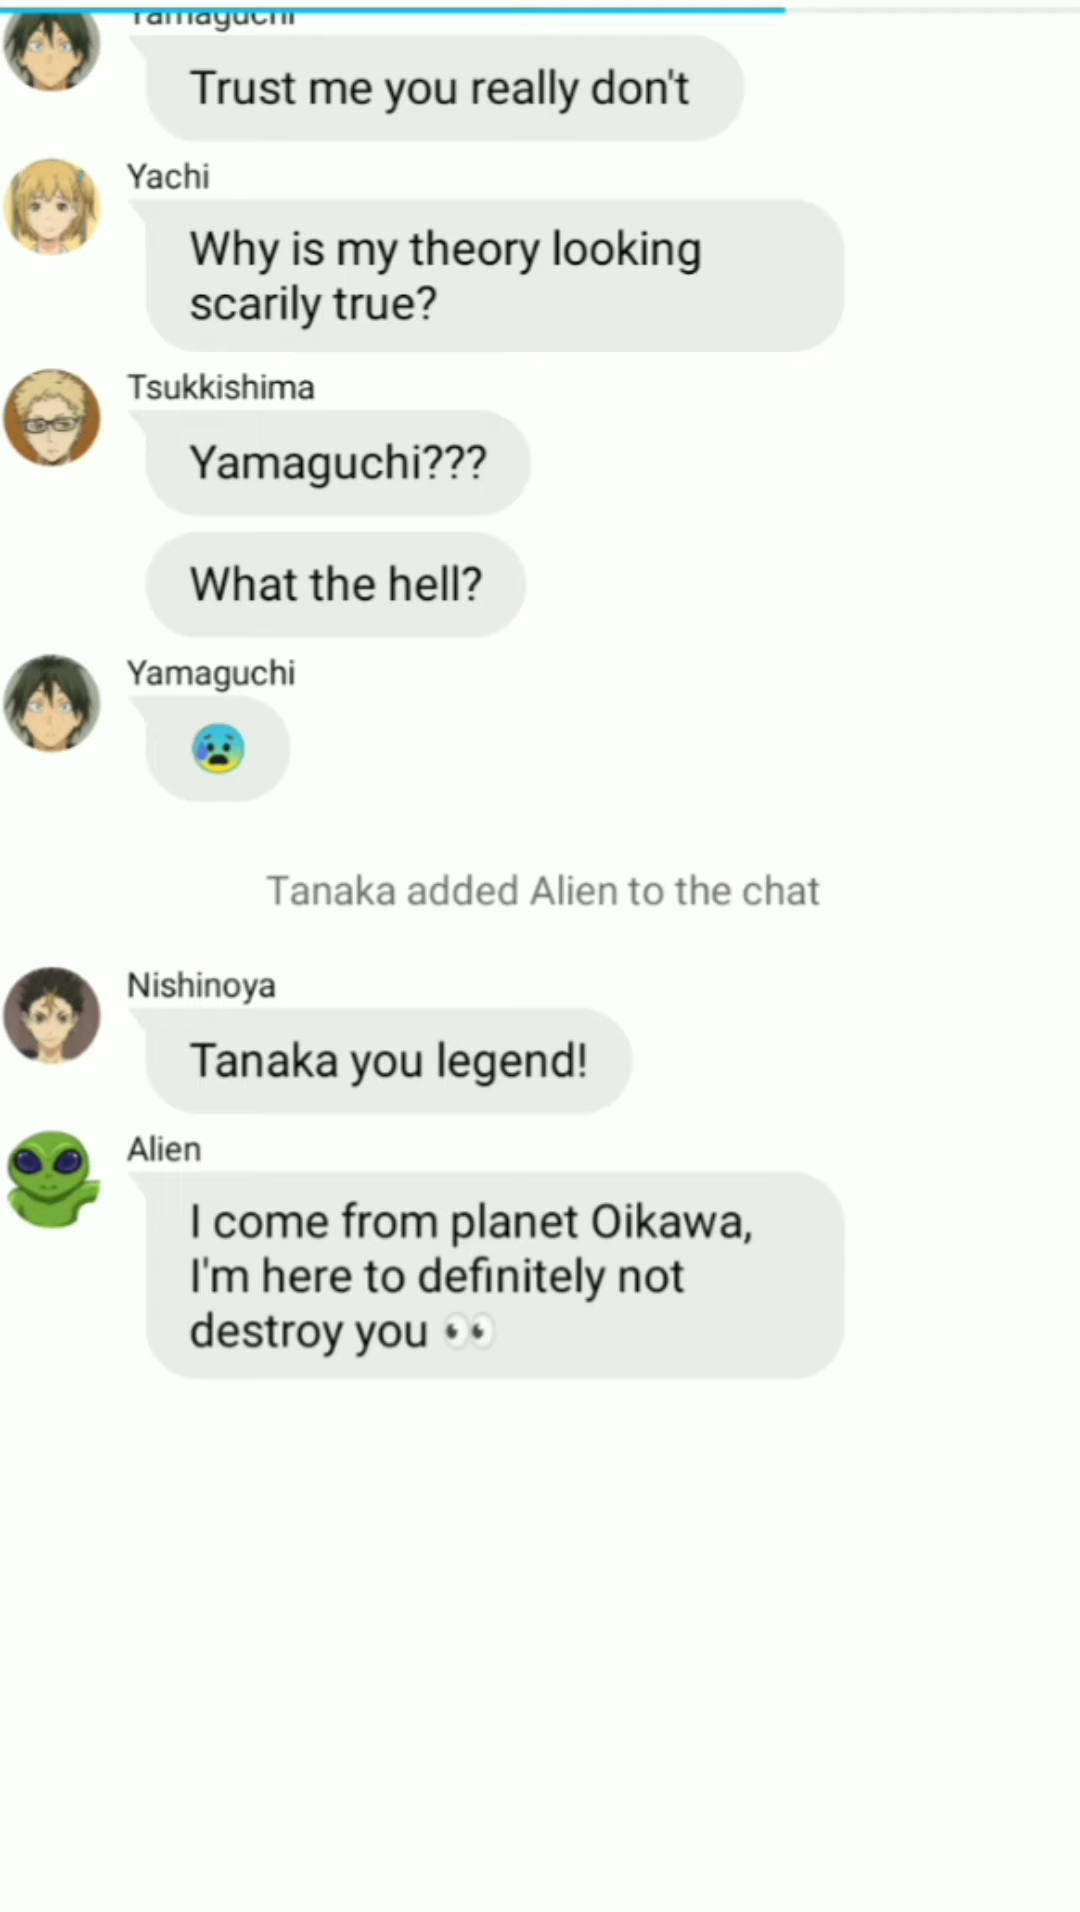 Yamaguchi
Trust me you really don't
Yachi
Why is my theory looking
scarily true?
Tsukkishima
Yamaguchi???
What the hell?
Yamaguchi
😰
Tanaka added Alien to the chat
Nishinoya
Tanaka you legend!
Alien
I come from planet Oikawa,
I'm here to definitely not
destroy you 👀